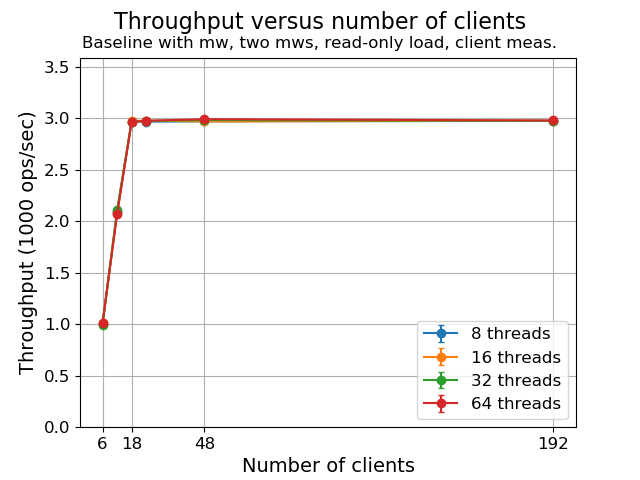 Throughput versus number of clients
Baseline with mw, two mws, read-only load, client meas.
3.5
3.0
2.5
2.0
1.5
1.0
0.5
0.0
Throughput (1000 ops/sec)
8 threads
16 threads
32 threads
64 threads
6 18 48 192
Number of clients